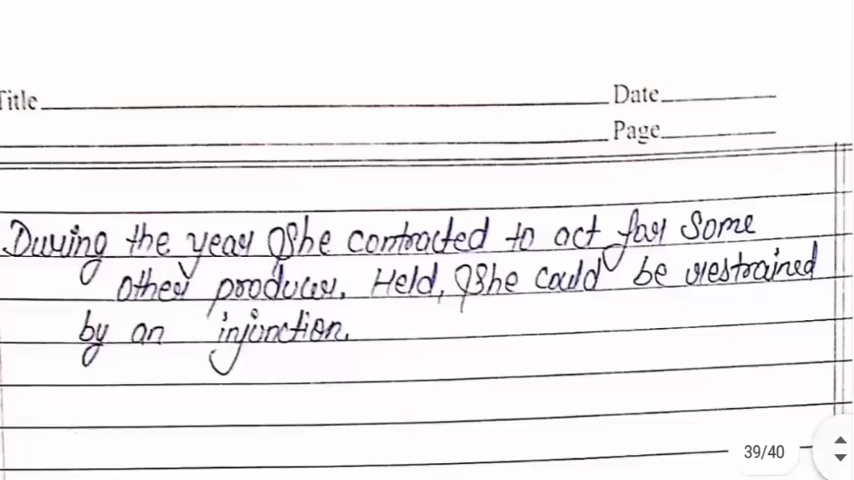 Title Date
Page
During the year She contracted to act for some
other producer. Held, She could be restrained
by an injunction.
39/40